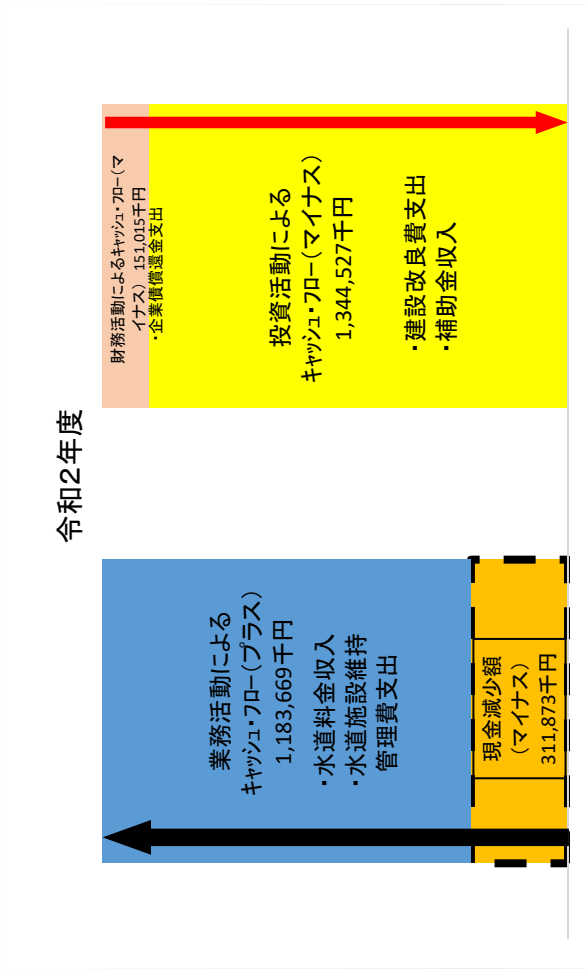 令和2年度
業務活動による
キャッシュ・フロー(プラス)
1,183,669千円
・水道料金収入
・水道施設維持
管理費支出
現金減少額
(マイナス)
311,873千円
財務活動によるキャッシュ・フロー(マ
イナス) 151,015千円
・企業債償還金支出
投資活動による
キャッシュ・フロー(マイナス)
1,344,527千円
・建設改良費支出
・補助金収入